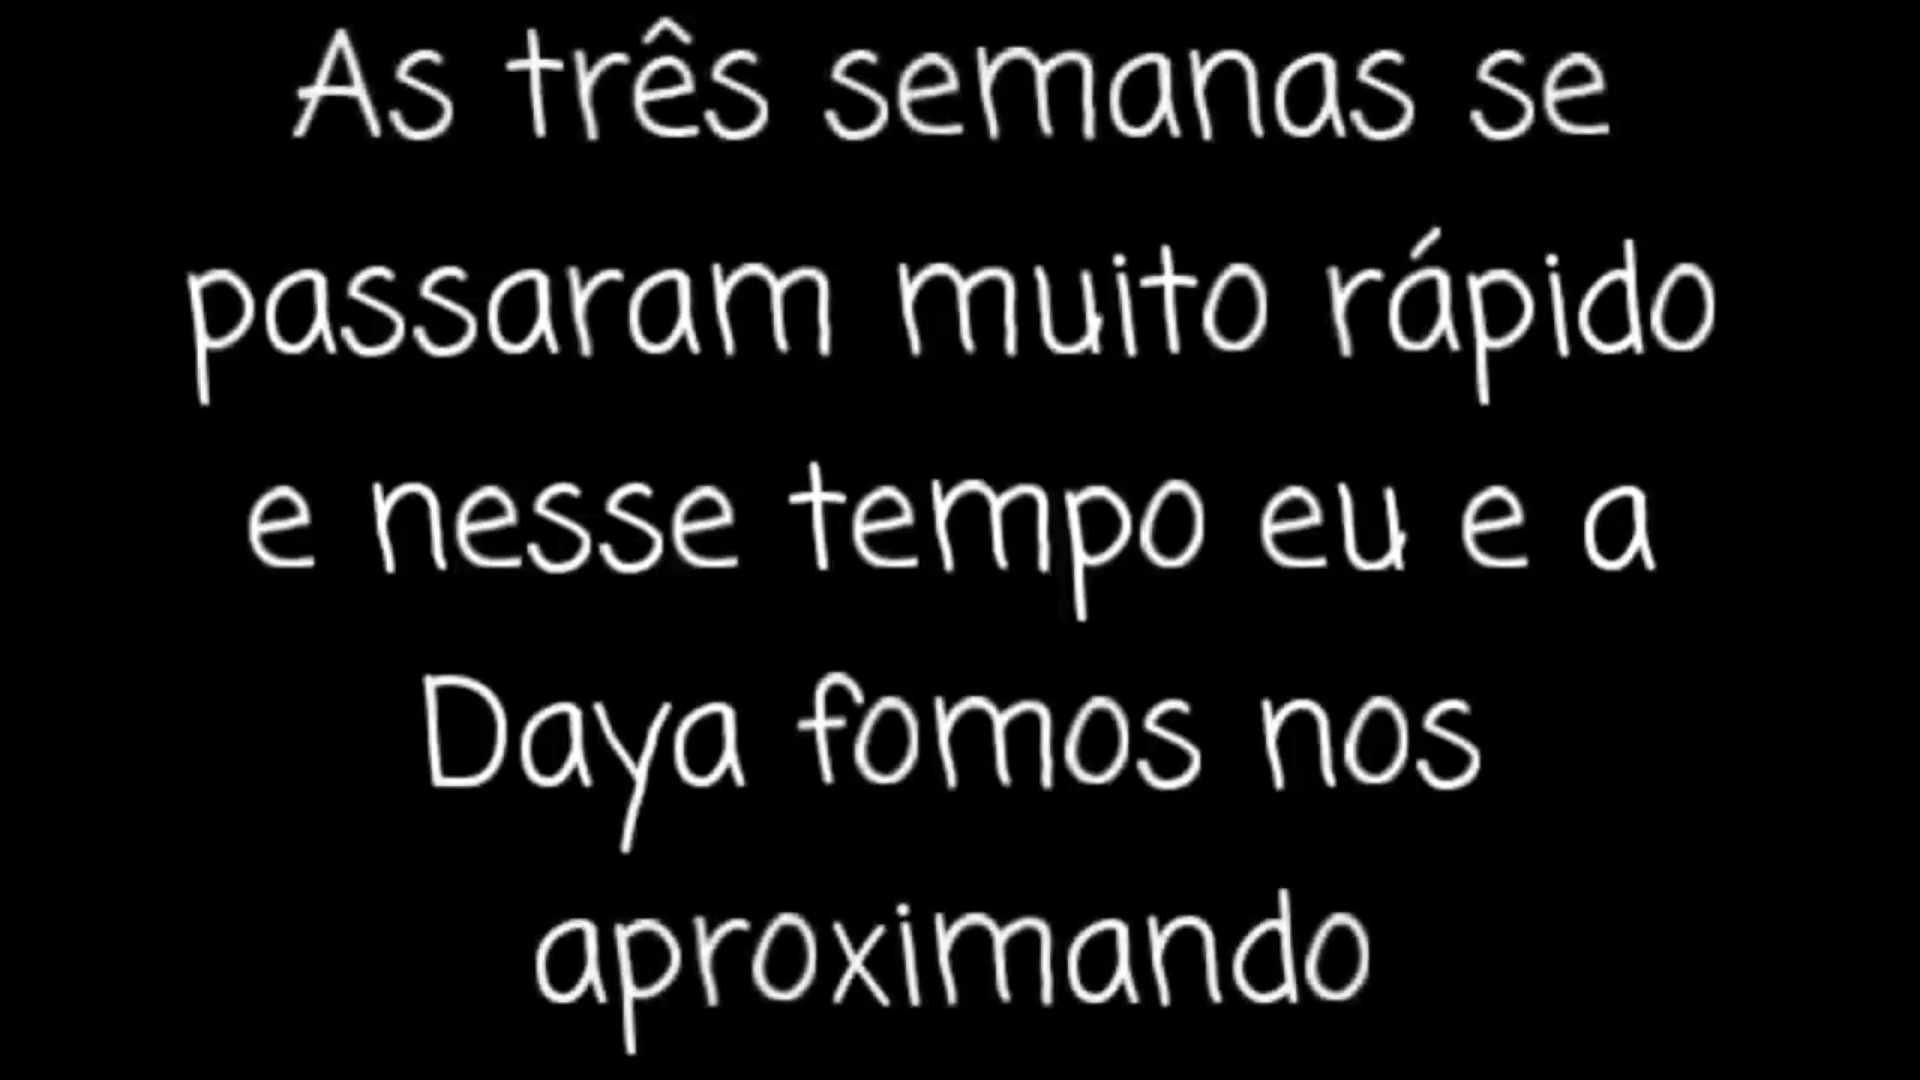 As três semanas se
passaram muito rápido
e nesse tempo eu e a
Daya fomos nos
aproximando